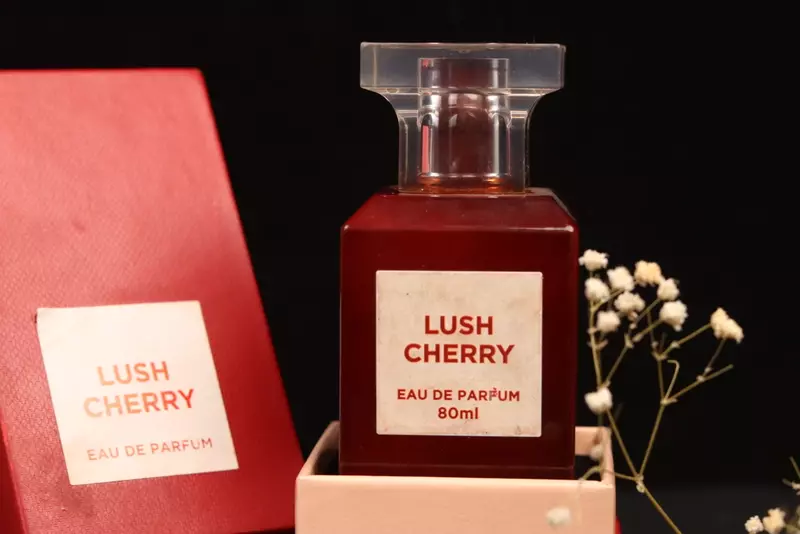 LUSH
CHERRY
EAU DE PARFUM
LUSH
CHERRY
EAU DE PARFUM
80ml